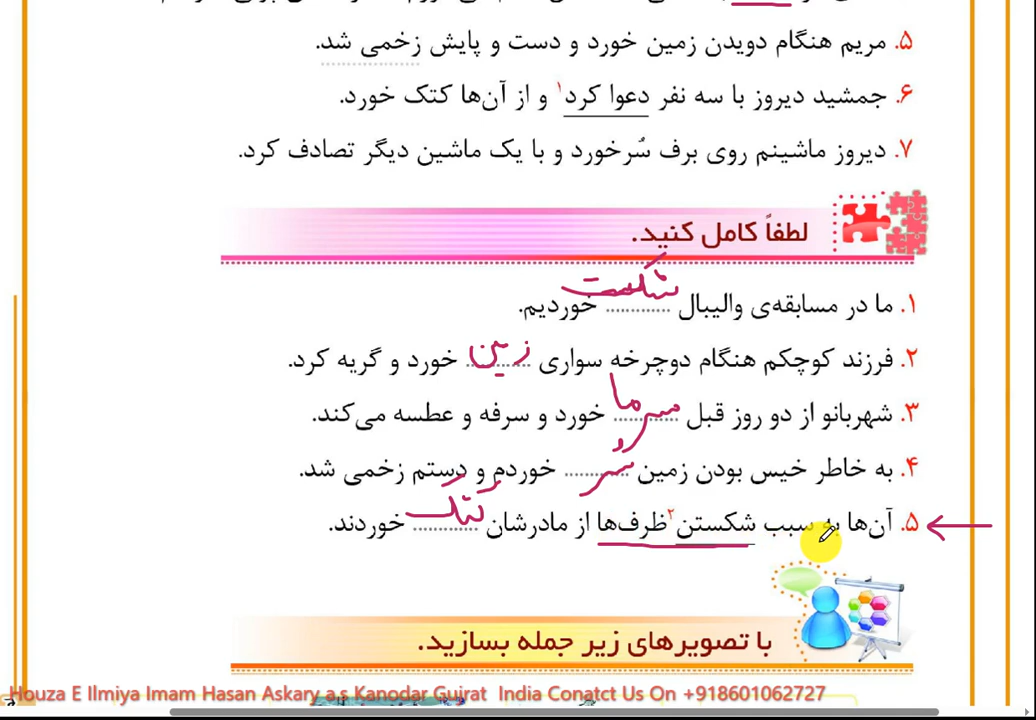 ۵. مریم هنگام دویدن زمین خورد و دست و پایش زخمی شد.
۶. جمشید دیروز با سه نفر دعوا کرد۱ و از آن‌ها کتک خورد.
۷. دیروز ماشینم روی برف سُرخورد و با یک ماشین دیگر تصادف کرد.
لطفاً کامل کنید.
۱. ما در مسابقه‌ی والیبال شکست خوردیم.
۲. فرزند کوچکم هنگام دوچرخه سواری زمین خورد و گریه کرد.
۳. شهربانو از دو روز قبل سرما خورد و سرفه و عطسه می‌کند.
۴. به خاطر خیس بودن زمین سُر خوردم و دستم زخمی شد.
۵. آن‌ها به سبب شکستن۲ ظرف‌ها از مادرشان کتک خوردند.
با تصویرهای زیر جمله بسازید.
Houza E Ilmiya Imam Hasan Askary a.s Kanodar Gujrat India Conatct Us On +918601062727